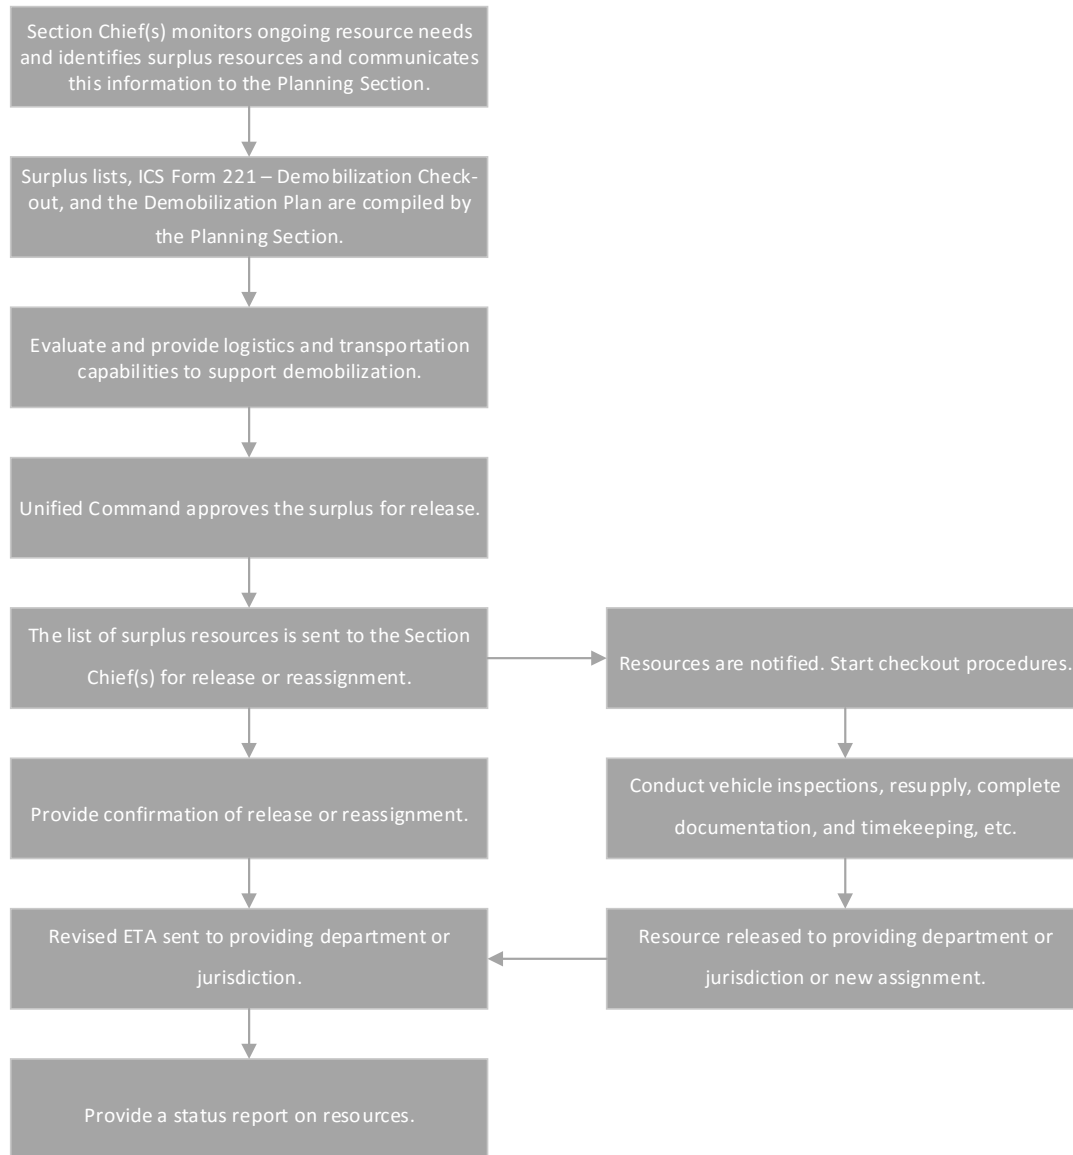 Section Chief(s) monitors ongoing resource needs
and identifies surplus resources and communicates
this information to the Planning Section.
Surplus lists, ICS Form 221 – Demobilization Check-
out, and the Demobilization Plan are compiled by
the Planning Section.
Evaluate and provide logistics and transportation
capabilities to support demobilization.
Unified Command approves the surplus for release.
The list of surplus resources is sent to the Section
Chief(s) for release or reassignment.
Resources are notified. Start checkout procedures.
Provide confirmation of release or reassignment.
Conduct vehicle inspections, resupply, complete
documentation, and timekeeping, etc.
Revised ETA sent to providing department or
jurisdiction.
Resource released to providing department or
jurisdiction or new assignment.
Provide a status report on resources.